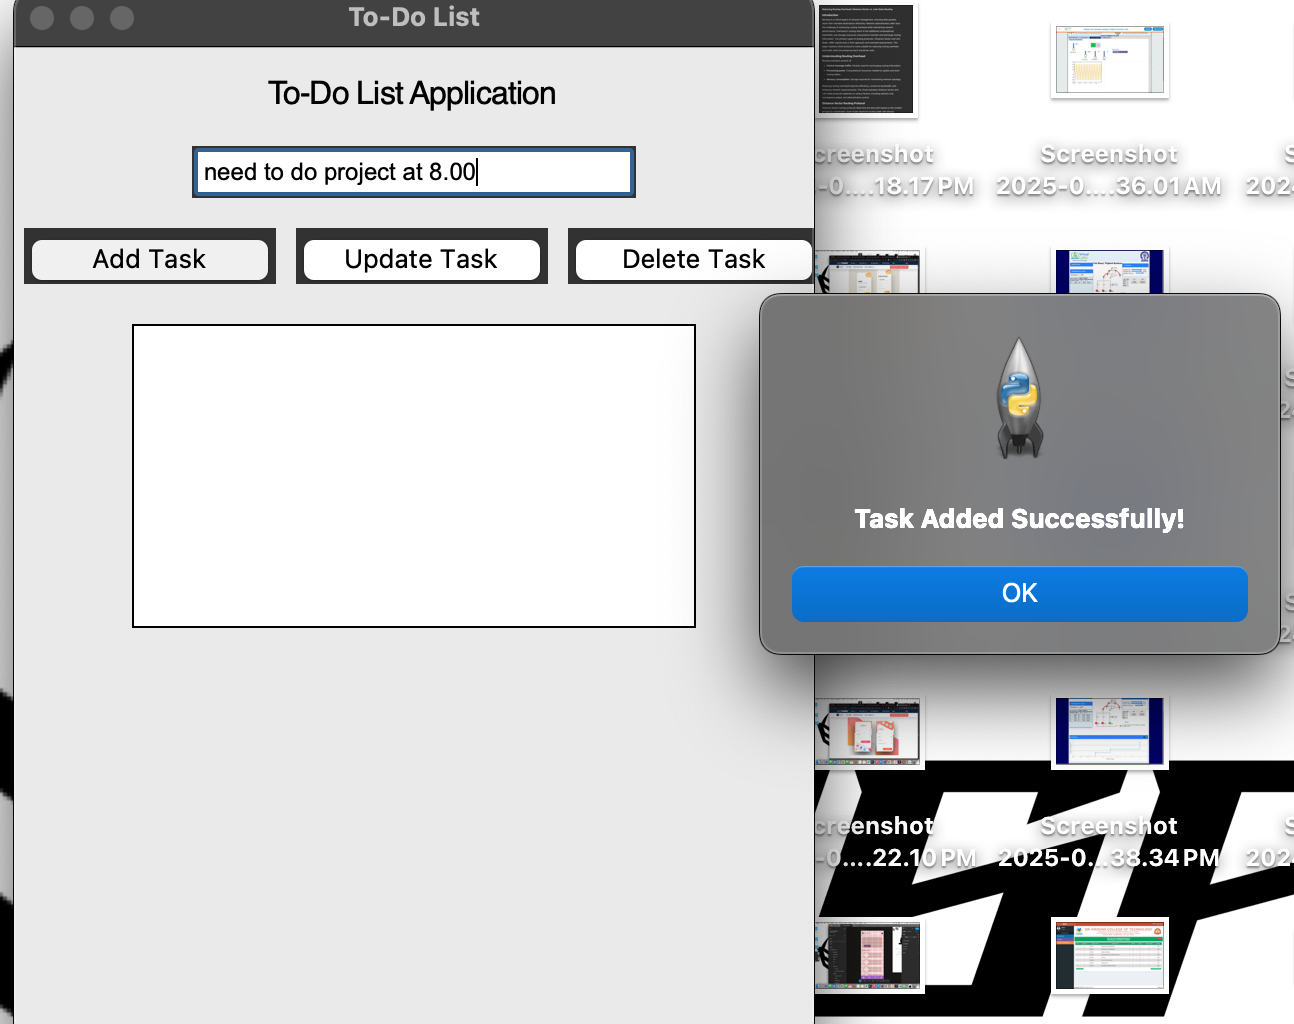 To-Do List
To-Do List Application
need to do project at 8.00
Add Task
Update Task
Delete Task
Task Added Successfully!
OK
creenshot
-0....18.17 PM
Screenshot
2025-0....36.01 AM
S
202
creenshot
-0....22.10 PM
Screenshot
2025-0...38.34 PM
S
202